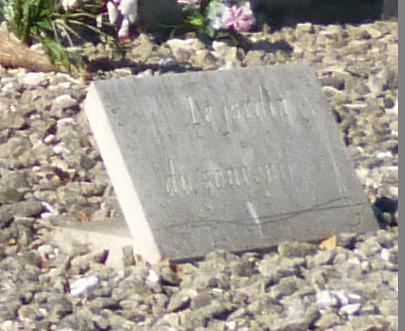 Le jardin
du souvenir